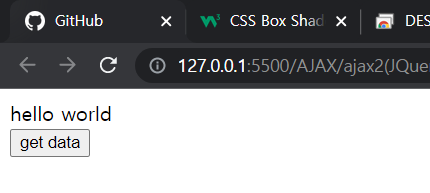 GitHub CSS Box Shad DES
127.0.0.1:5500/AJAX/ajax2(JQue
hello world
get data